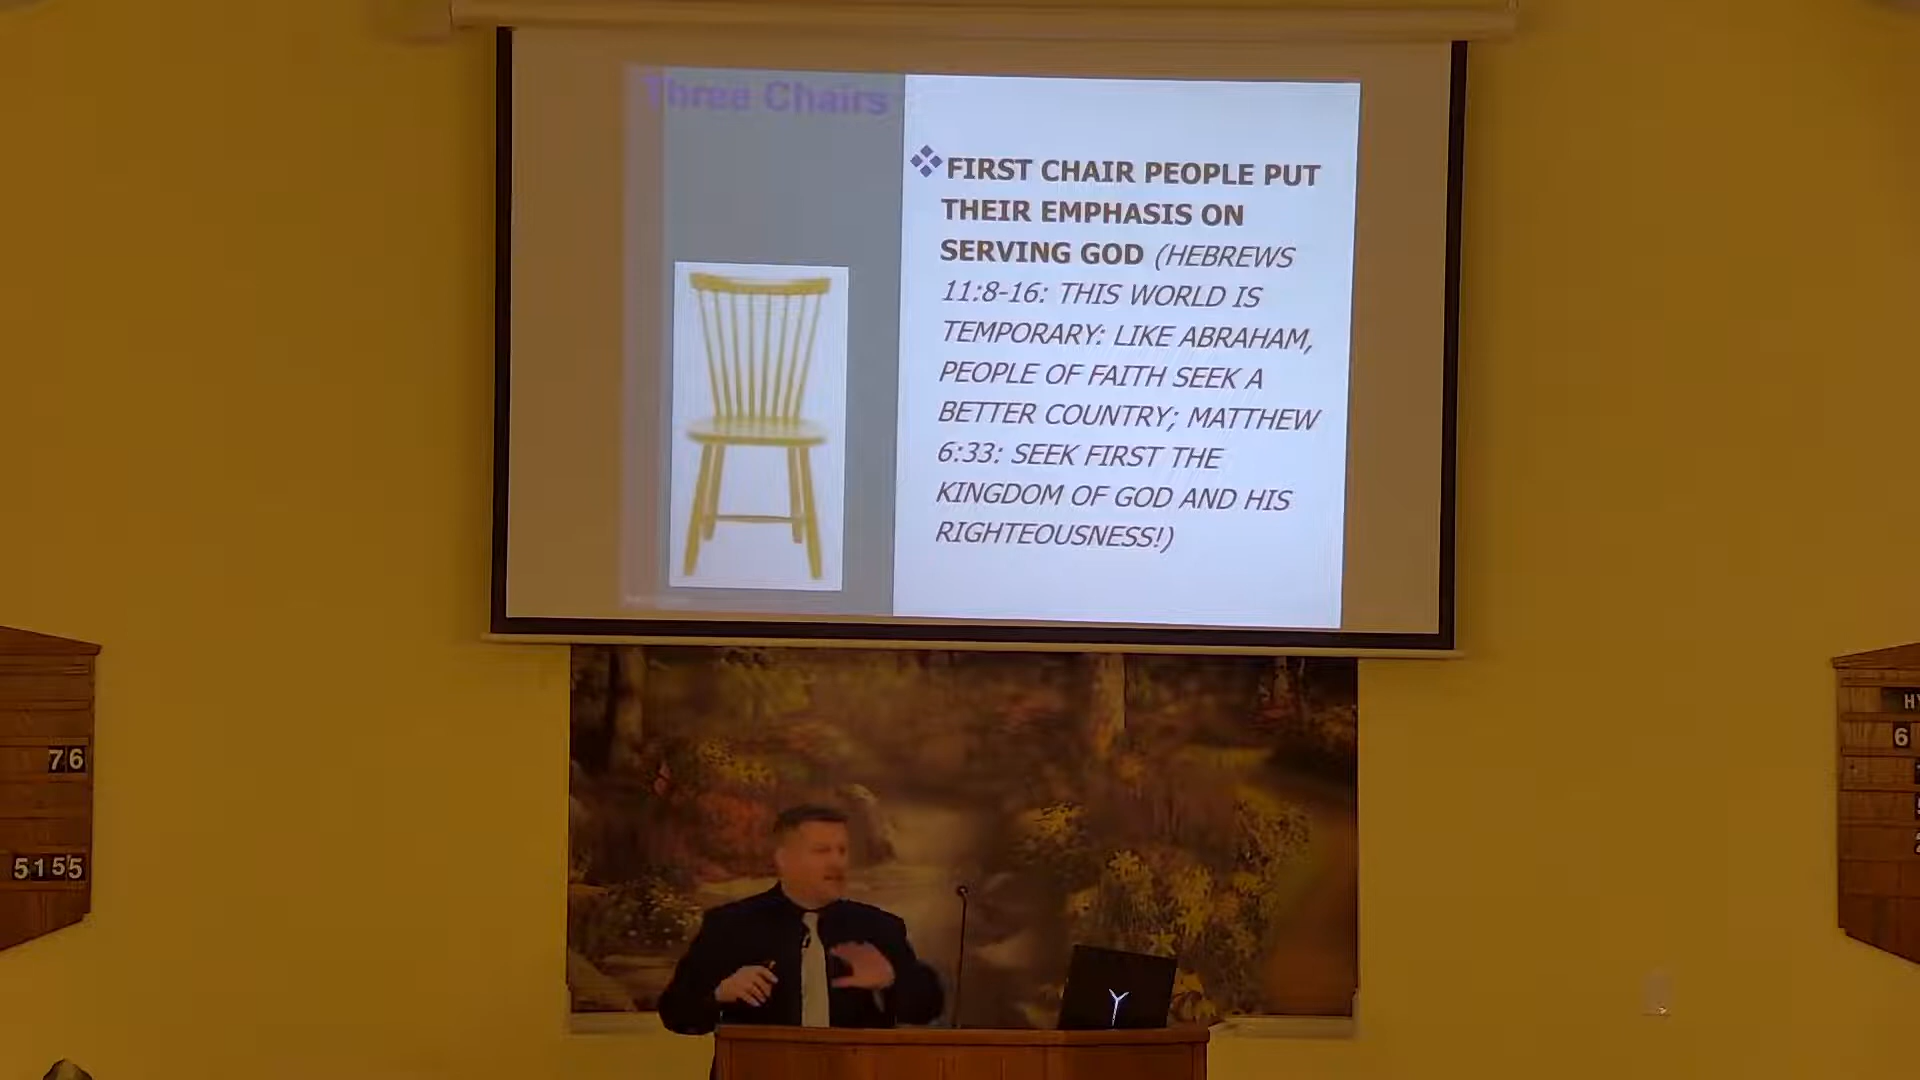 Three Chairs
FIRST CHAIR PEOPLE PUT
THEIR EMPHASIS ON
SERVING GOD (HEBREWS
11:8-16: THIS WORLD IS
TEMPORARY: LIKE ABRAHAM,
PEOPLE OF FAITH SEEK A
BETTER COUNTRY; MATTHEW
6:33: SEEK FIRST THE
KINGDOM OF GOD AND HIS
RIGHTEOUSNESS!)
76
5155
6